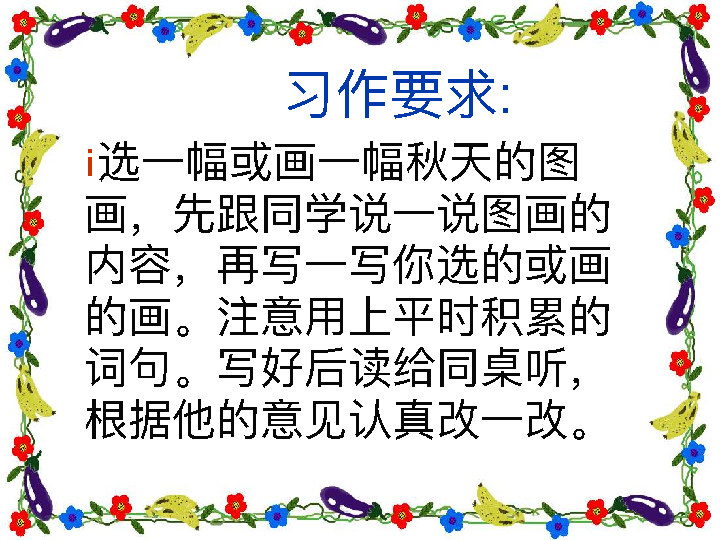 习作要求:
i选一幅或画一幅秋天的图
画，先跟同学说一说图画的
内容，再写一写你选的或画
的画。注意用上平时积累的
词句。写好后读给同桌听，
根据他的意见认真改一改。